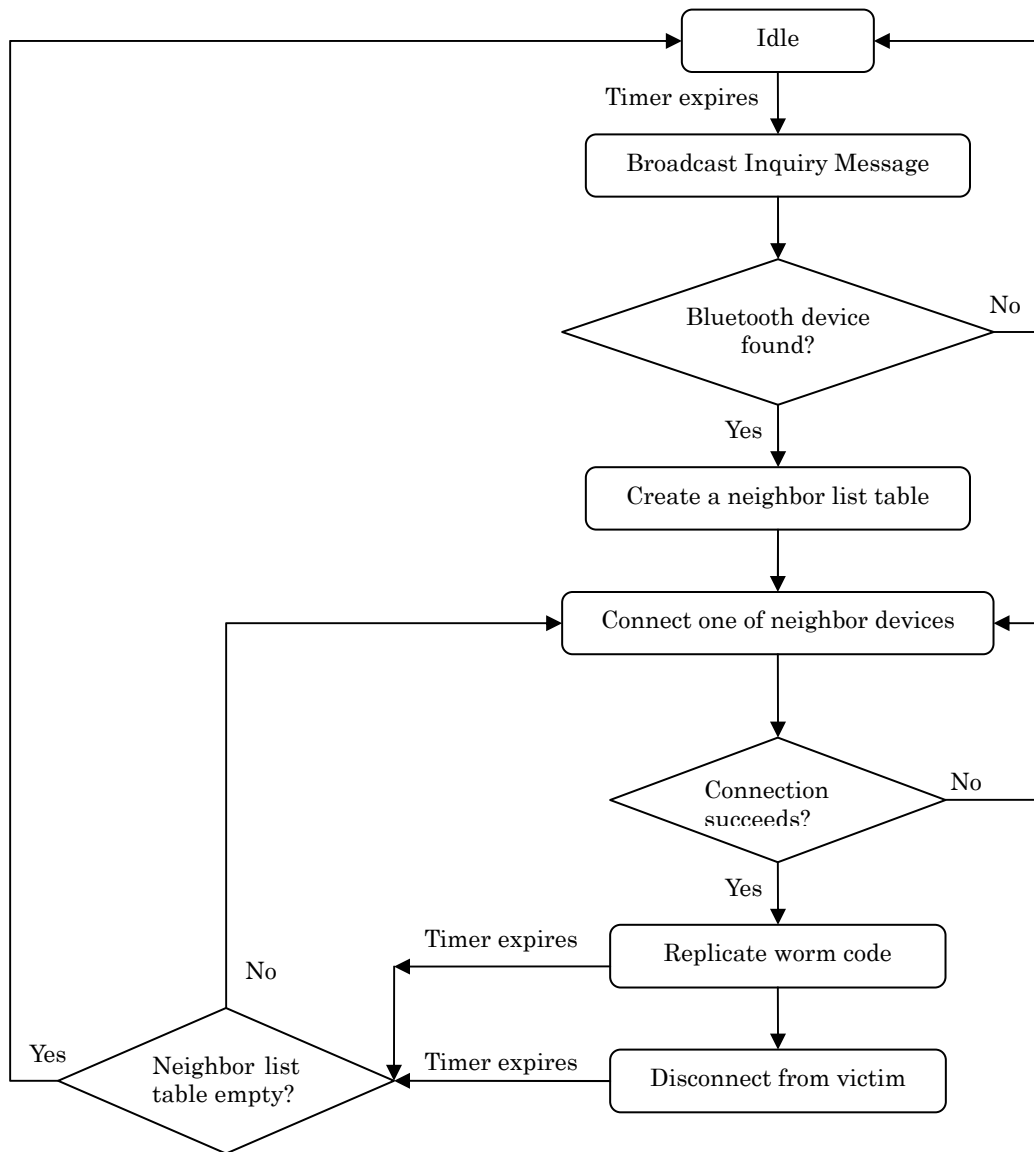 Idle
Timer expires
Broadcast Inquiry Message
Bluetooth device
found?
No
Yes
Create a neighbor list table
Connect one of neighbor devices
Connection
succeeds?
No
Yes
Timer expires
Replicate worm code
No
Yes
Neighbor list
table empty?
Timer expires
Disconnect from victim